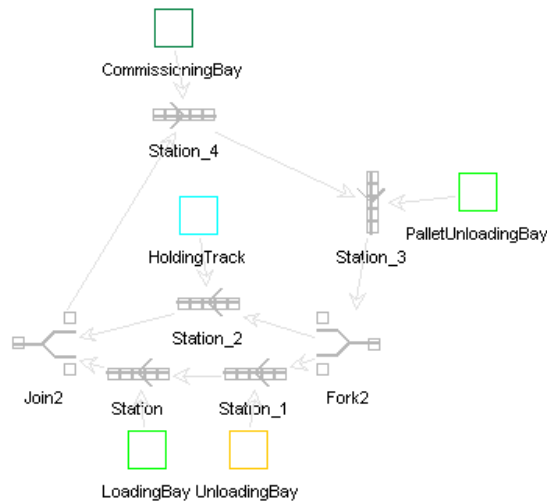 CommissioningBay
Station_4
HoldingTrack
PalletUnloadingBay
Station_3
Station_2
Join2
Station
Station_1
Fork2
LoadingBay
UnloadingBay